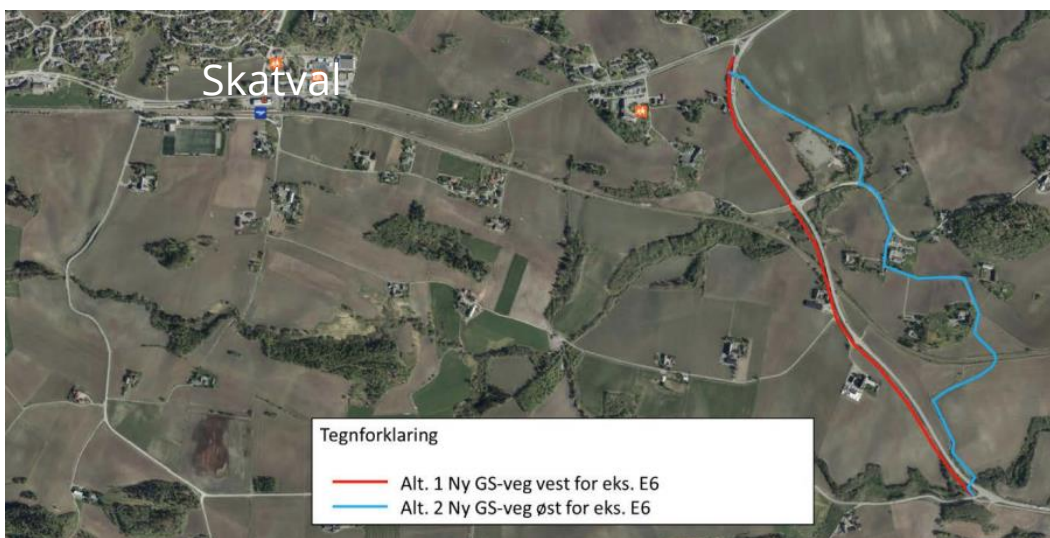 Skatval
Tegnforklaring
Alt. 1 Ny GS-veg vest for eks. E6
Alt. 2 Ny GS-veg øst for eks. E6